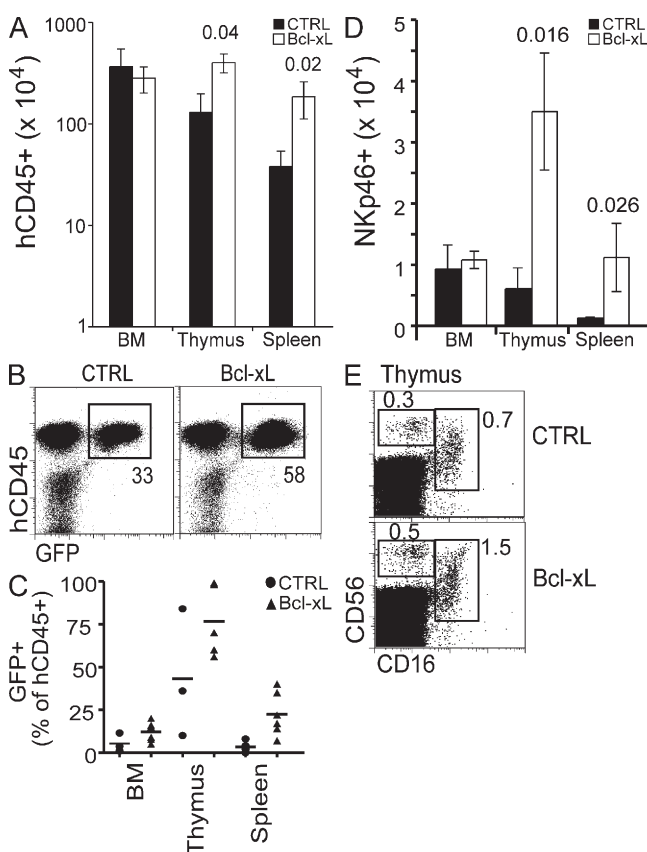 A
CTRL
Bcl-xL
hCD45+ (x 10⁴)
1000
100
10
1
0.04
0.02
BM Thymus Spleen
D
CTRL
Bcl-xL
NKp46+ (x 10⁴)
5
4
3
2
1
0
0.016
0.026
BM Thymus Spleen
B
CTRL Bcl-xL
hCD45
33
58
GFP
E
Thymus
0.3
0.7
CTRL
0.5
1.5
Bcl-xL
CD56
CD16
C
CTRL
Bcl-xL
GFP+
(% of hCD45+)
100
75
50
25
0
BM
Thymus
Spleen